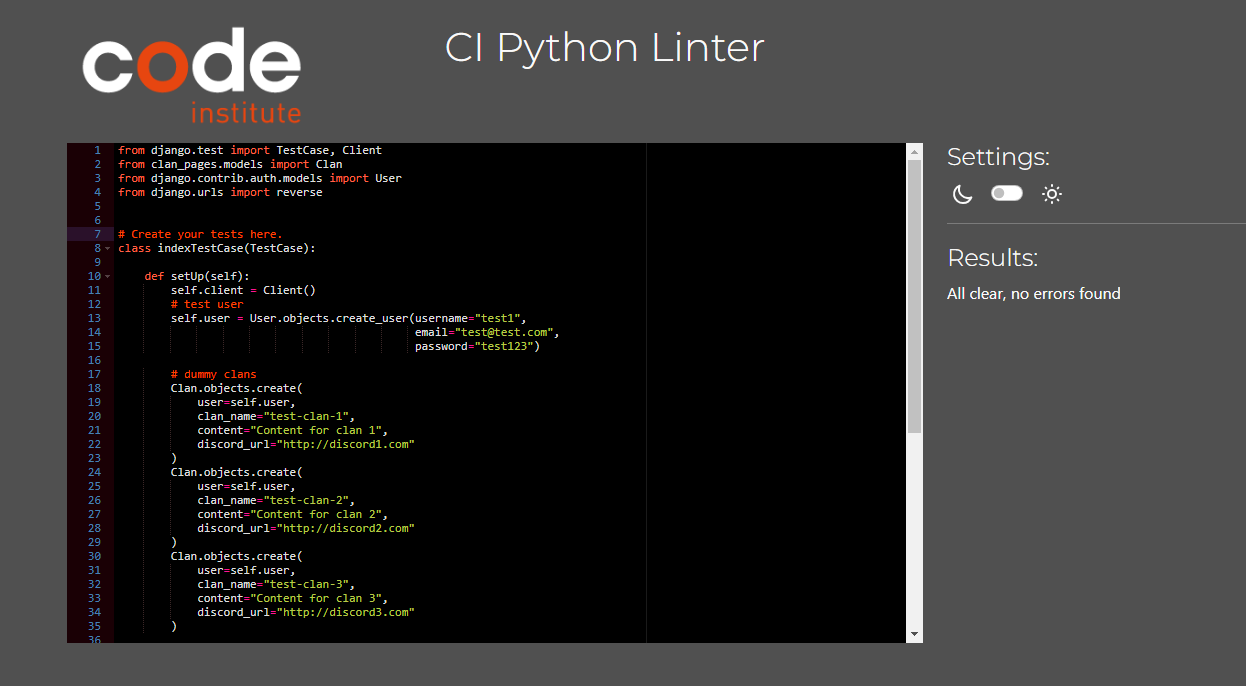 code
institute
CI Python Linter
1 from django.test import TestCase, Client
2 from clan_pages.models import Clan
3 from django.contrib.auth.models import User
4 from django.urls import reverse
5
6
7 # Create your tests here.
8 class indexTestCase(TestCase):
9
10     def setUp(self):
11         self.client = Client()
12         # test user
13         self.user = User.objects.create_user(username="test1",
14                                              email="test@test.com",
15                                              password="test123")
16
17         # dummy clans
18         Clan.objects.create(
19             user=self.user,
20             clan_name="test-clan-1",
21             content="Content for clan 1",
22             discord_url="http://discord1.com"
23         )
24         Clan.objects.create(
25             user=self.user,
26             clan_name="test-clan-2",
27             content="Content for clan 2",
28             discord_url="http://discord2.com"
29         )
30         Clan.objects.create(
31             user=self.user,
32             clan_name="test-clan-3",
33             content="Content for clan 3",
34             discord_url="http://discord3.com"
35         )
36
Settings:
Results:
All clear, no errors found